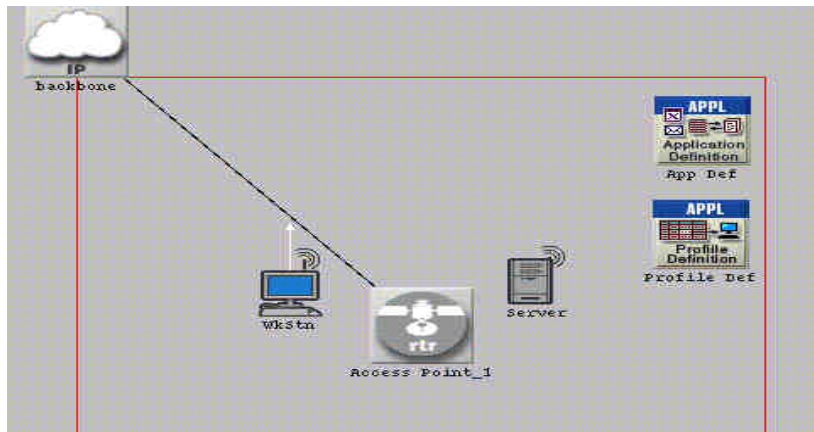 IP
backbone
APPL
Application
Definition
App Def
APPL
Profile
Definition
Profile Def
WkStn
Server
rtr
Access Point_1